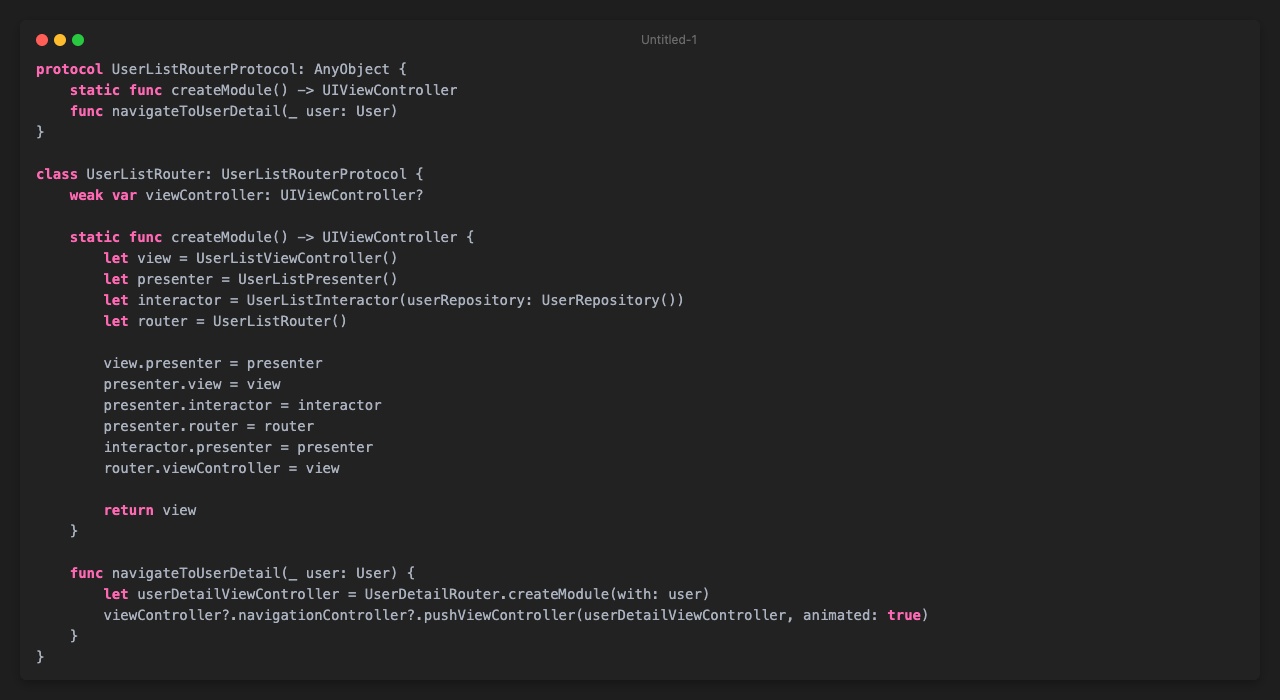 Untitled-1
protocol UserListRouterProtocol: AnyObject {
    static func createModule() -> UIViewController
    func navigateToUserDetail(_ user: User)
}

class UserListRouter: UserListRouterProtocol {
    weak var viewController: UIViewController?

    static func createModule() -> UIViewController {
        let view = UserListViewController()
        let presenter = UserListPresenter()
        let interactor = UserListInteractor(userRepository: UserRepository())
        let router = UserListRouter()

        view.presenter = presenter
        presenter.view = view
        presenter.interactor = interactor
        presenter.router = router
        interactor.presenter = presenter
        router.viewController = view

        return view
    }

    func navigateToUserDetail(_ user: User) {
        let userDetailViewController = UserDetailRouter.createModule(with: user)
        viewController?.navigationController?.pushViewController(userDetailViewController, animated: true)
    }
}